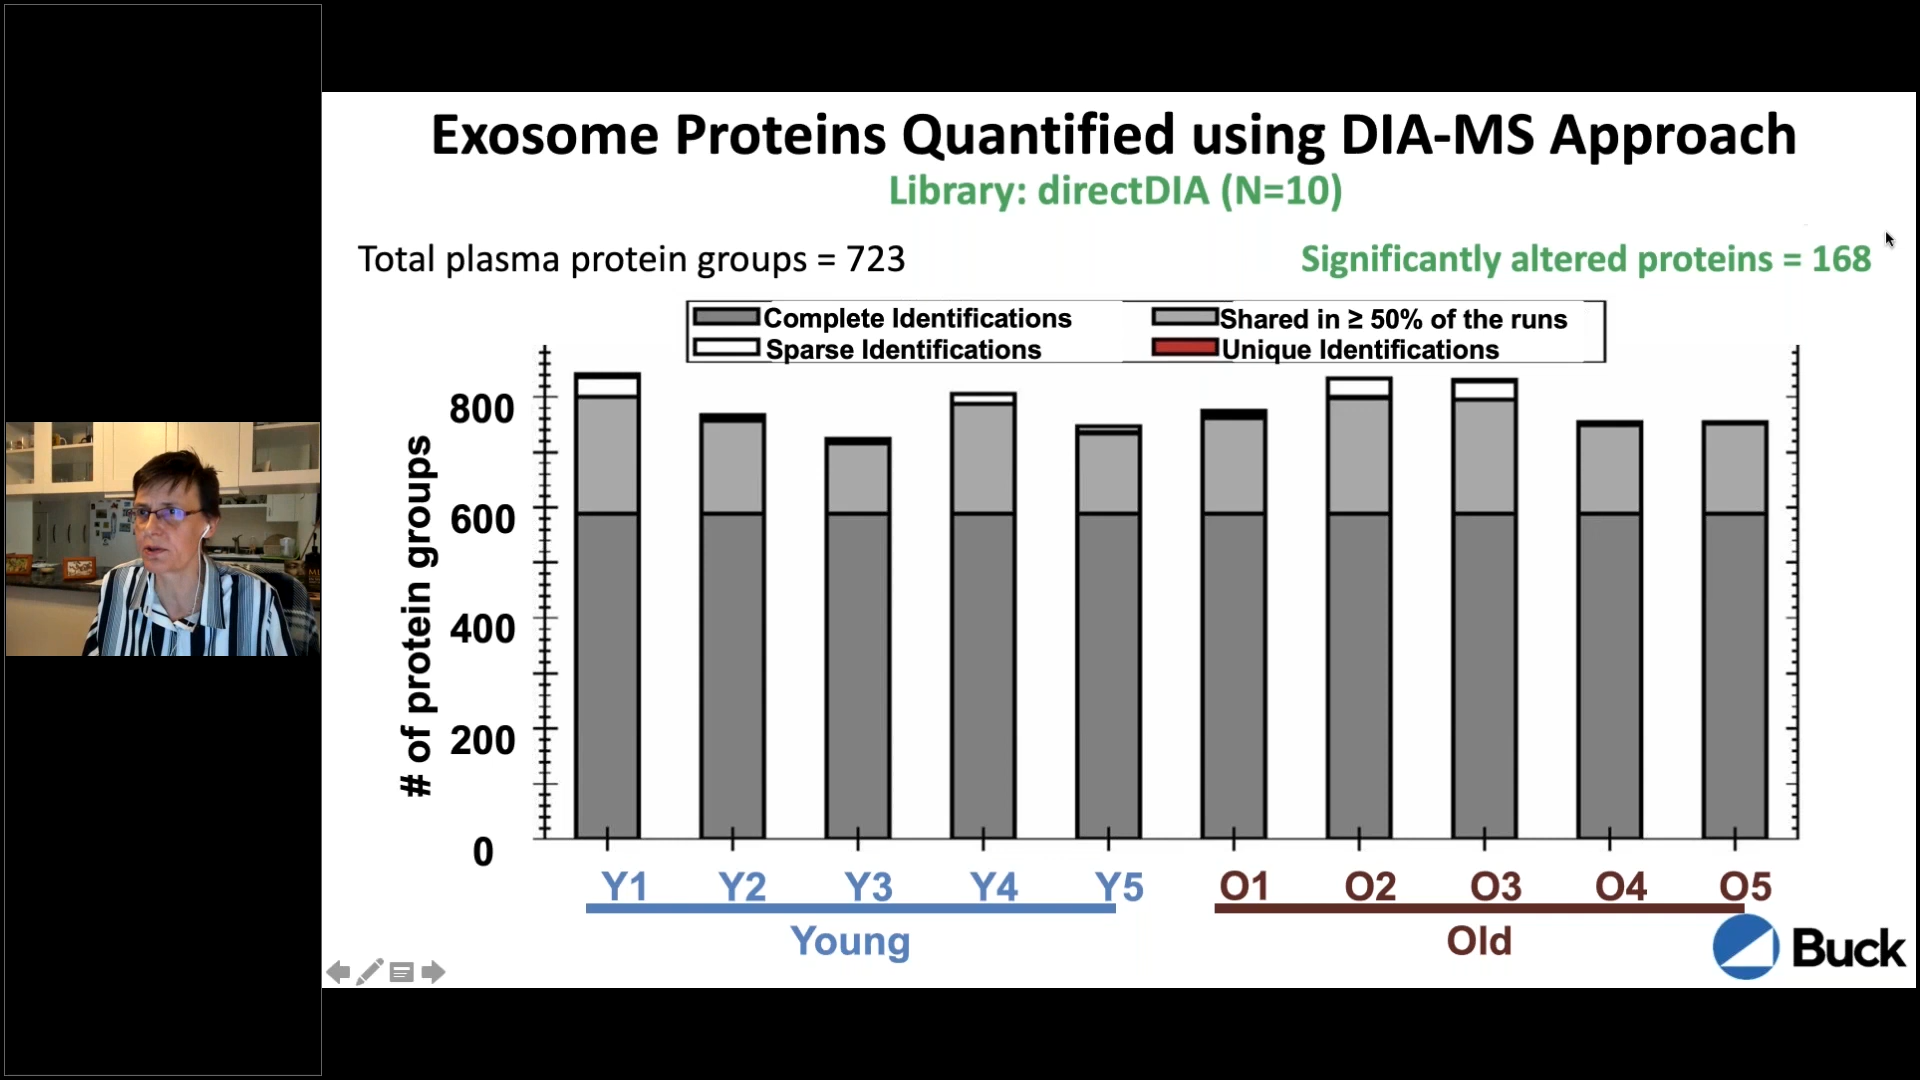 Exosome Proteins Quantified using DIA-MS Approach
Library: directDIA (N=10)
Total plasma protein groups = 723
Significantly altered proteins = 168
Complete Identifications
Shared in ≥ 50% of the runs
Sparse Identifications
Unique Identifications
# of protein groups
800
600
400
200
0
Y1 Y2 Y3 Y4 Y5 O1 O2 O3 O4 O5
Young
Old
Buck